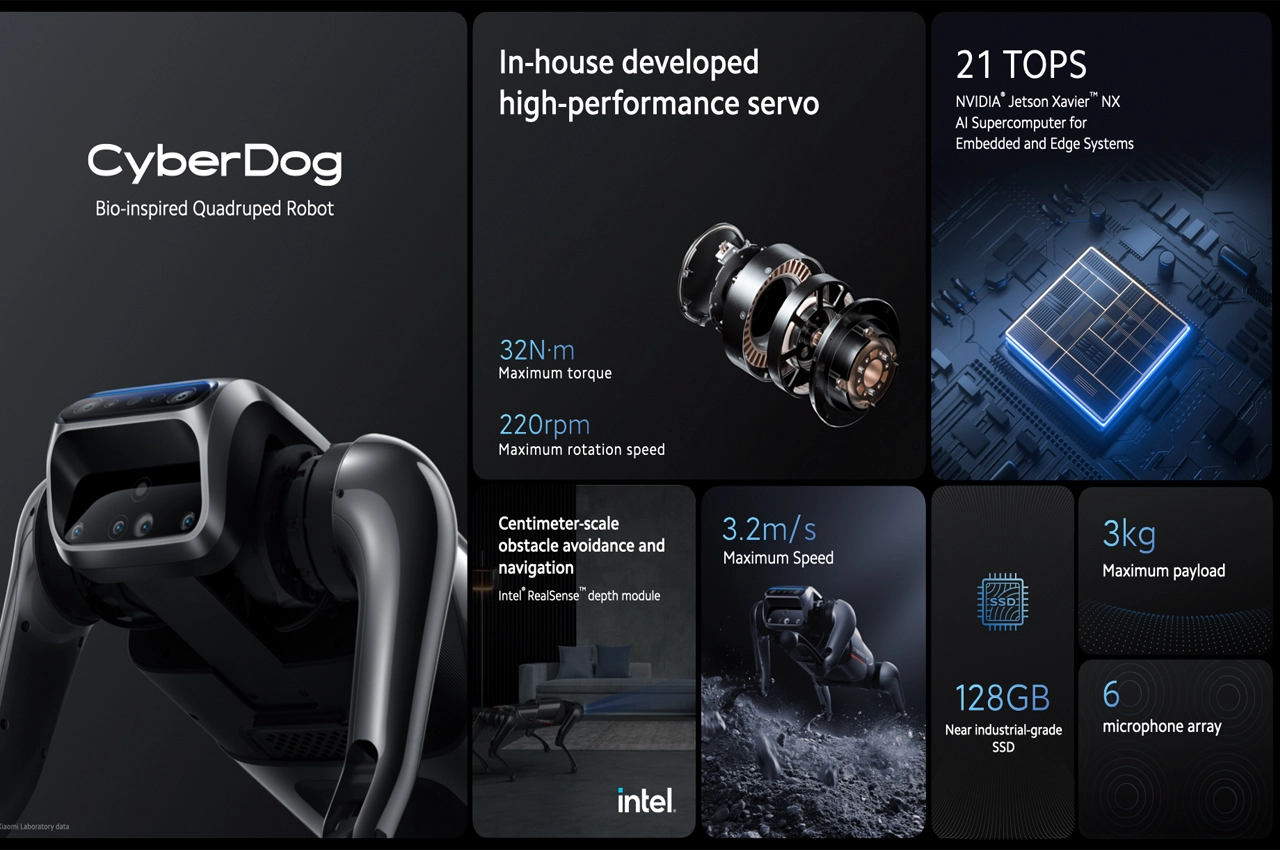 CyberDog
Bio-inspired Quadruped Robot
Xiaomi Laboratory data
In-house developed
high-performance servo
32N·m
Maximum torque
220rpm
Maximum rotation speed
21 TOPS
NVIDIA® Jetson Xavier™ NX
AI Supercomputer for
Embedded and Edge Systems
Centimeter-scale
obstacle avoidance and
navigation
Intel® RealSense™ depth module
intel.
3.2m/s
Maximum Speed
SSD
128GB
Near industrial-grade
SSD
3kg
Maximum payload
6
microphone array